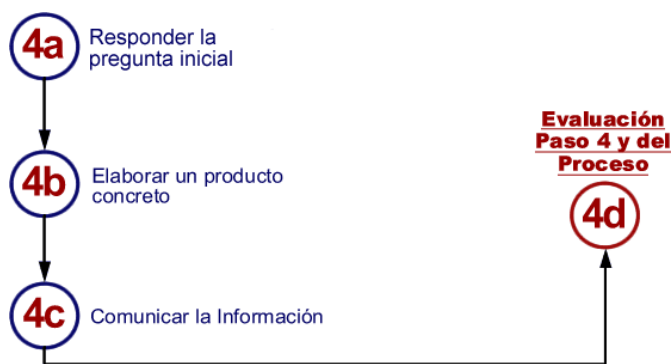 4a
Responder la
pregunta inicial
4b
Elaborar un producto
concreto
4c
Comunicar la Información
Evaluación
Paso 4 y del
Proceso
4d